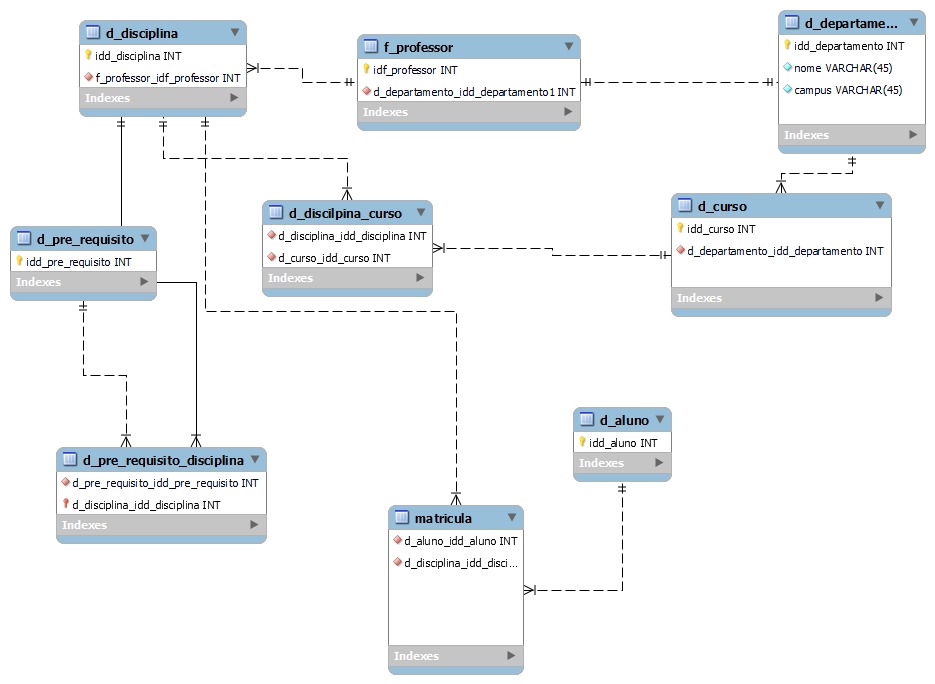 d_disciplina
idd_disciplina INT
f_professor_idf_professor INT
Indexes
f_professor
idf_professor INT
d_departamento_idd_departamento1 INT
Indexes
d_departame...
idd_departamento INT
nome VARCHAR(45)
campus VARCHAR(45)
Indexes
d_pre_requisito
idd_pre_requisito INT
Indexes
d_discilpina_curso
d_disciplina_idd_disciplina INT
d_curso_idd_curso INT
Indexes
d_curso
idd_curso INT
d_departamento_idd_departamento INT
Indexes
d_pre_requisito_disciplina
d_pre_requisito_idd_pre_requisito INT
d_disciplina_idd_disciplina INT
Indexes
d_aluno
idd_aluno INT
Indexes
matricula
d_aluno_idd_aluno INT
d_disciplina_idd_disci...
Indexes